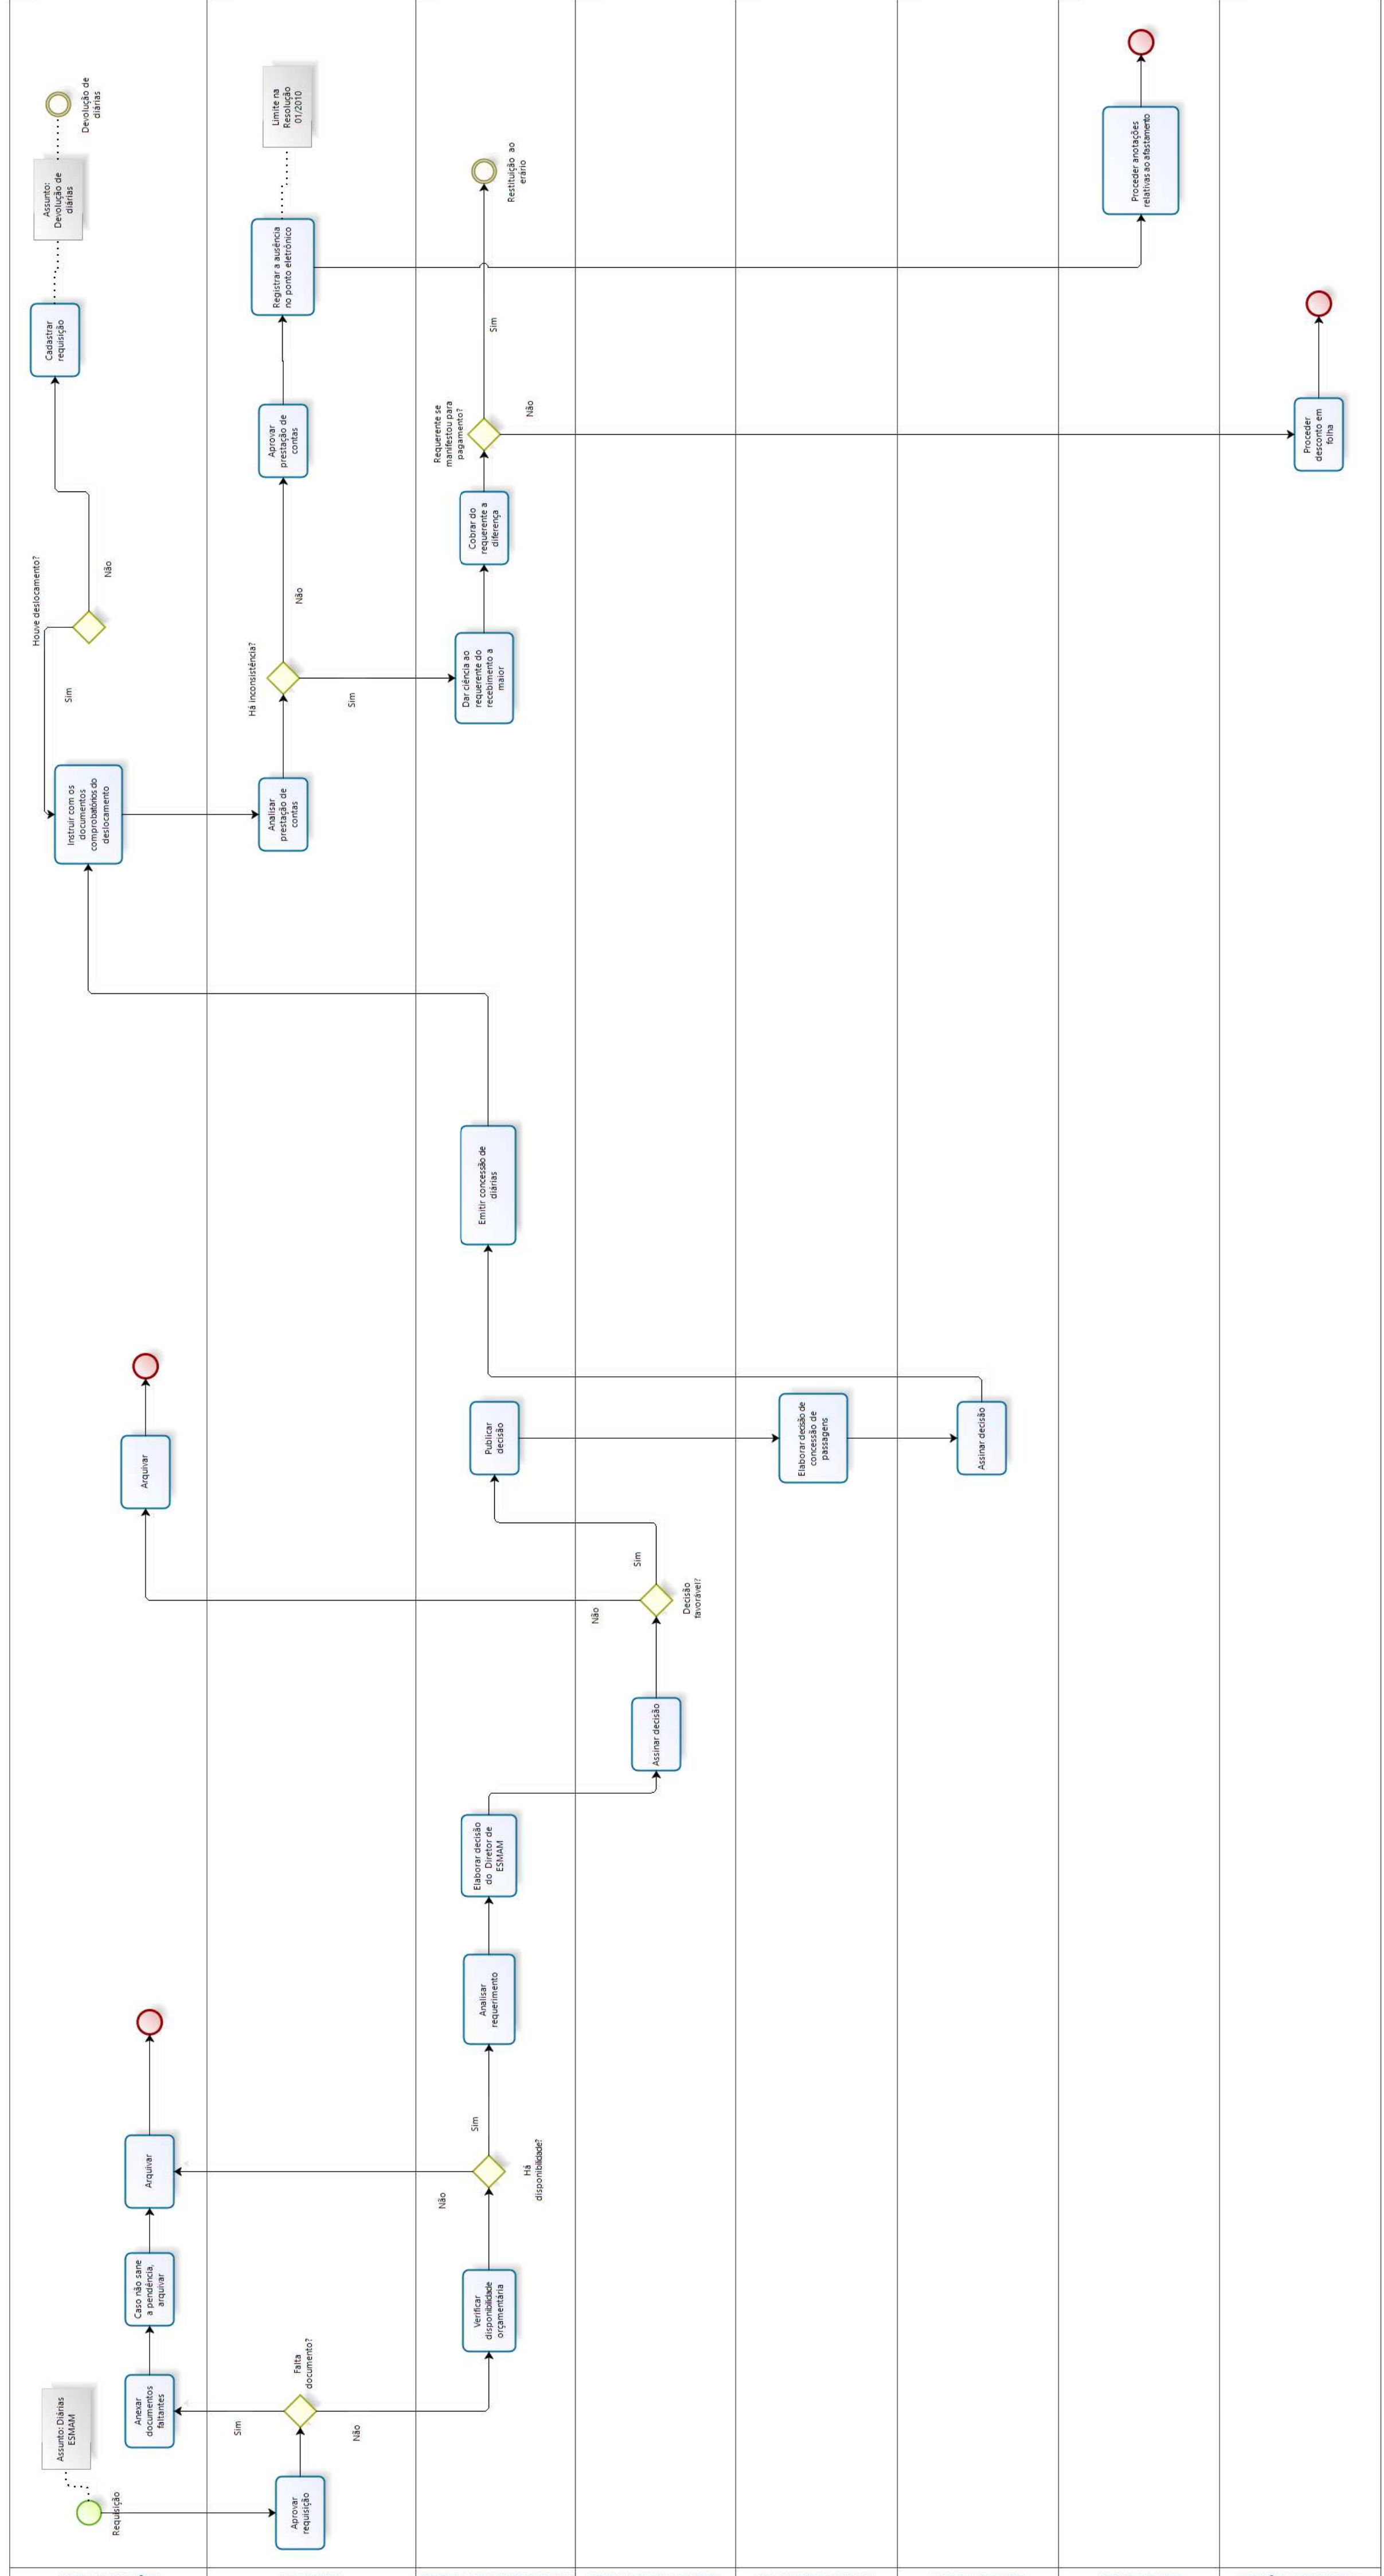 Requisição
Assunto: Diárias
ESMAM
Aprovar
requisição
Falta
documento?
Sim
Não
Anexar
documentos
faltantes
Caso não sane
a pendência,
arquivar
Arquivar
Verificar
disponibilidade
orçamentária
Há
disponibilidade?
Não
Sim
Analisar
requerimento
Elaborar decisão
do Diretor de
ESMAM
Assinar decisão
Decisão
favorável?
Não
Sim
Arquivar
Publicar
decisão
Elaborar decisão de
concessão de
passagens
Assinar decisão
Emitir concessão de
diárias
Instruir com os
documentos
comprobatórios do
deslocamento
Houve deslocamento?
Sim
Não
Cadastrar
requisição
Assunto:
Devolução de
diárias
Devolução de
diárias
Analisar
prestação de
contas
Há inconsistência?
Não
Sim
Aprovar
prestação de
contas
Registrar a ausência
no ponto eletrônico
Limite na
Resolução
01/2010
Dar ciência ao
requerente do
recebimento a
maior
Cobrar do
requerente a
diferença
Requerente se
manifestou para
pagamento?
Sim
Não
Restituição ao
erário
Proceder anotações
relativas ao afastamento
Proceder
desconto em
folha